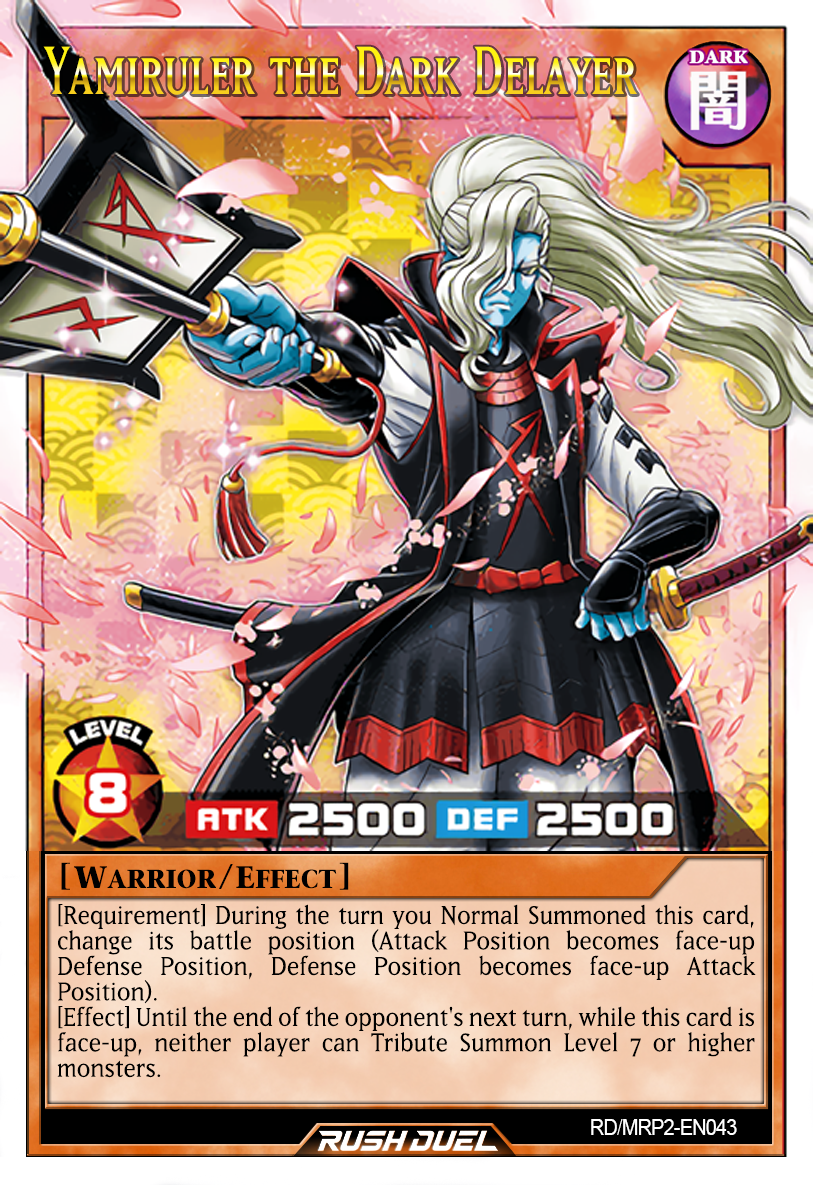 YAMIRULER THE DARK DELAYER
DARK
闇
LEVEL
8
ATK 2500 DEF 2500
[WARRIOR/EFFECT]
[Requirement] During the turn you Normal Summoned this card,
change its battle position (Attack Position becomes face-up
Defense Position, Defense Position becomes face-up Attack
Position).
[Effect] Until the end of the opponent's next turn, while this card is
face-up, neither player can Tribute Summon Level 7 or higher
monsters.
RD/MRP2-EN043
RUSH DUEL